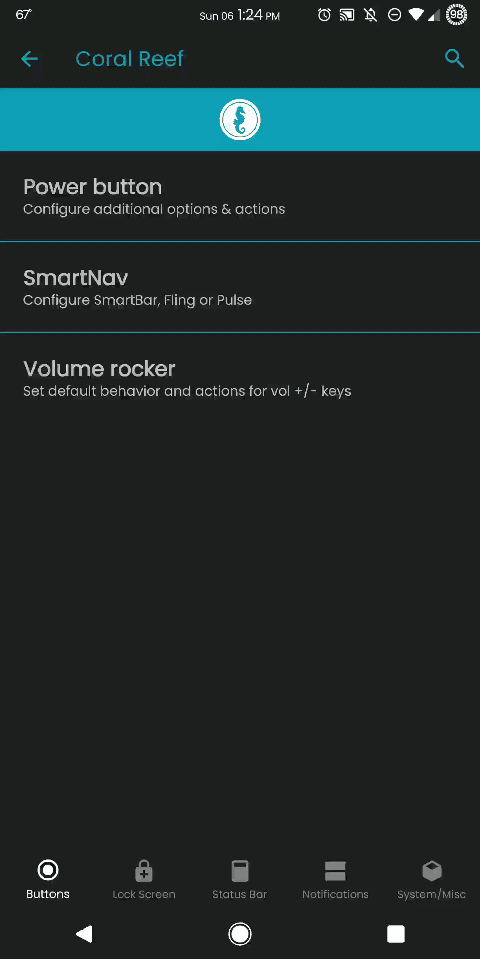 67° Sun 06 1:24 PM 98
Coral Reef
Power button
Configure additional options & actions
SmartNav
Configure SmartBar, Fling or Pulse
Volume rocker
Set default behavior and actions for vol +/- keys
Buttons Lock Screen Status Bar Notifications System/Misc